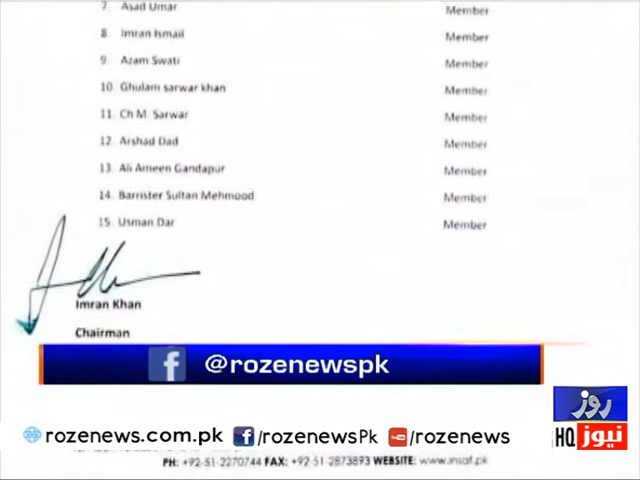 7. Asad Umar Member
8. Imran Ismail Member
9. Azam Swati Member
10. Ghulam sarwar khan Member
11. Ch M. Sarwar Member
12. Arshad Dad Member
13. Ali Ameen Gandapur Member
14. Barrister Sultan Mehmood Member
15. Usman Dar Member
Imran Khan
Chairman
f @rozenewspk
روز
HQ نیوز
rozenews.com.pk f/rozenewsPk /rozenews
PH: +92-51-2270744 FAX: +92-51-2873893 WEBSITE: www.insaf.pk